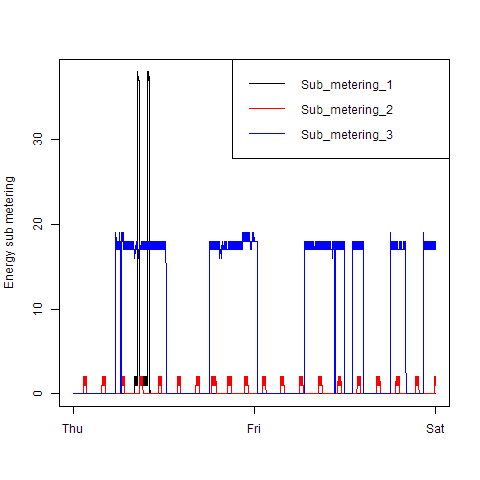 Sub_metering_1
Sub_metering_2
Sub_metering_3
Energy sub metering
30
20
10
0
Thu
Fri
Sat